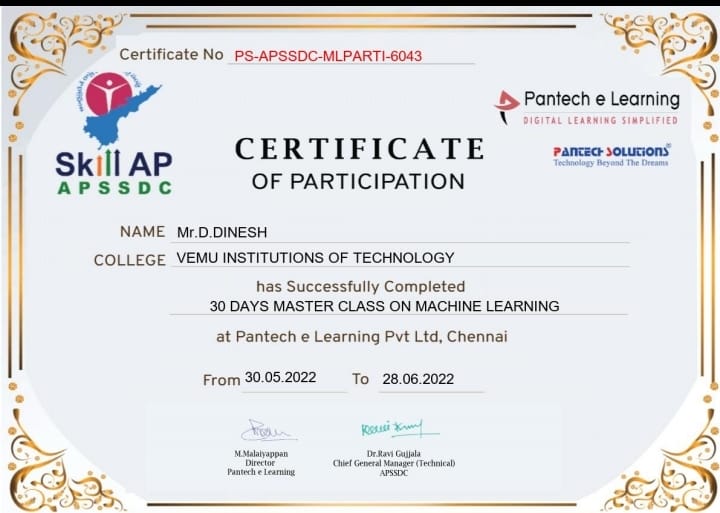 Certificate No PS-APSSDC-MLPARTI-6043
Skill AP
APSSDC
Pantech e Learning
DIGITAL LEARNING SIMPLIFIED
PANTECH SOLUTIONS®
Technology Beyond The Dreams
CERTIFICATE
OF PARTICIPATION
NAME Mr.D.DINESH
COLLEGE VEMU INSTITUTIONS OF TECHNOLOGY
has Successfully Completed
30 DAYS MASTER CLASS ON MACHINE LEARNING
at Pantech e Learning Pvt Ltd, Chennai
From 30.05.2022 To 28.06.2022
M.Malaiyappan
Director
Pantech e Learning
Dr.Ravi Gujjala
Chief General Manager (Technical)
APSSDC